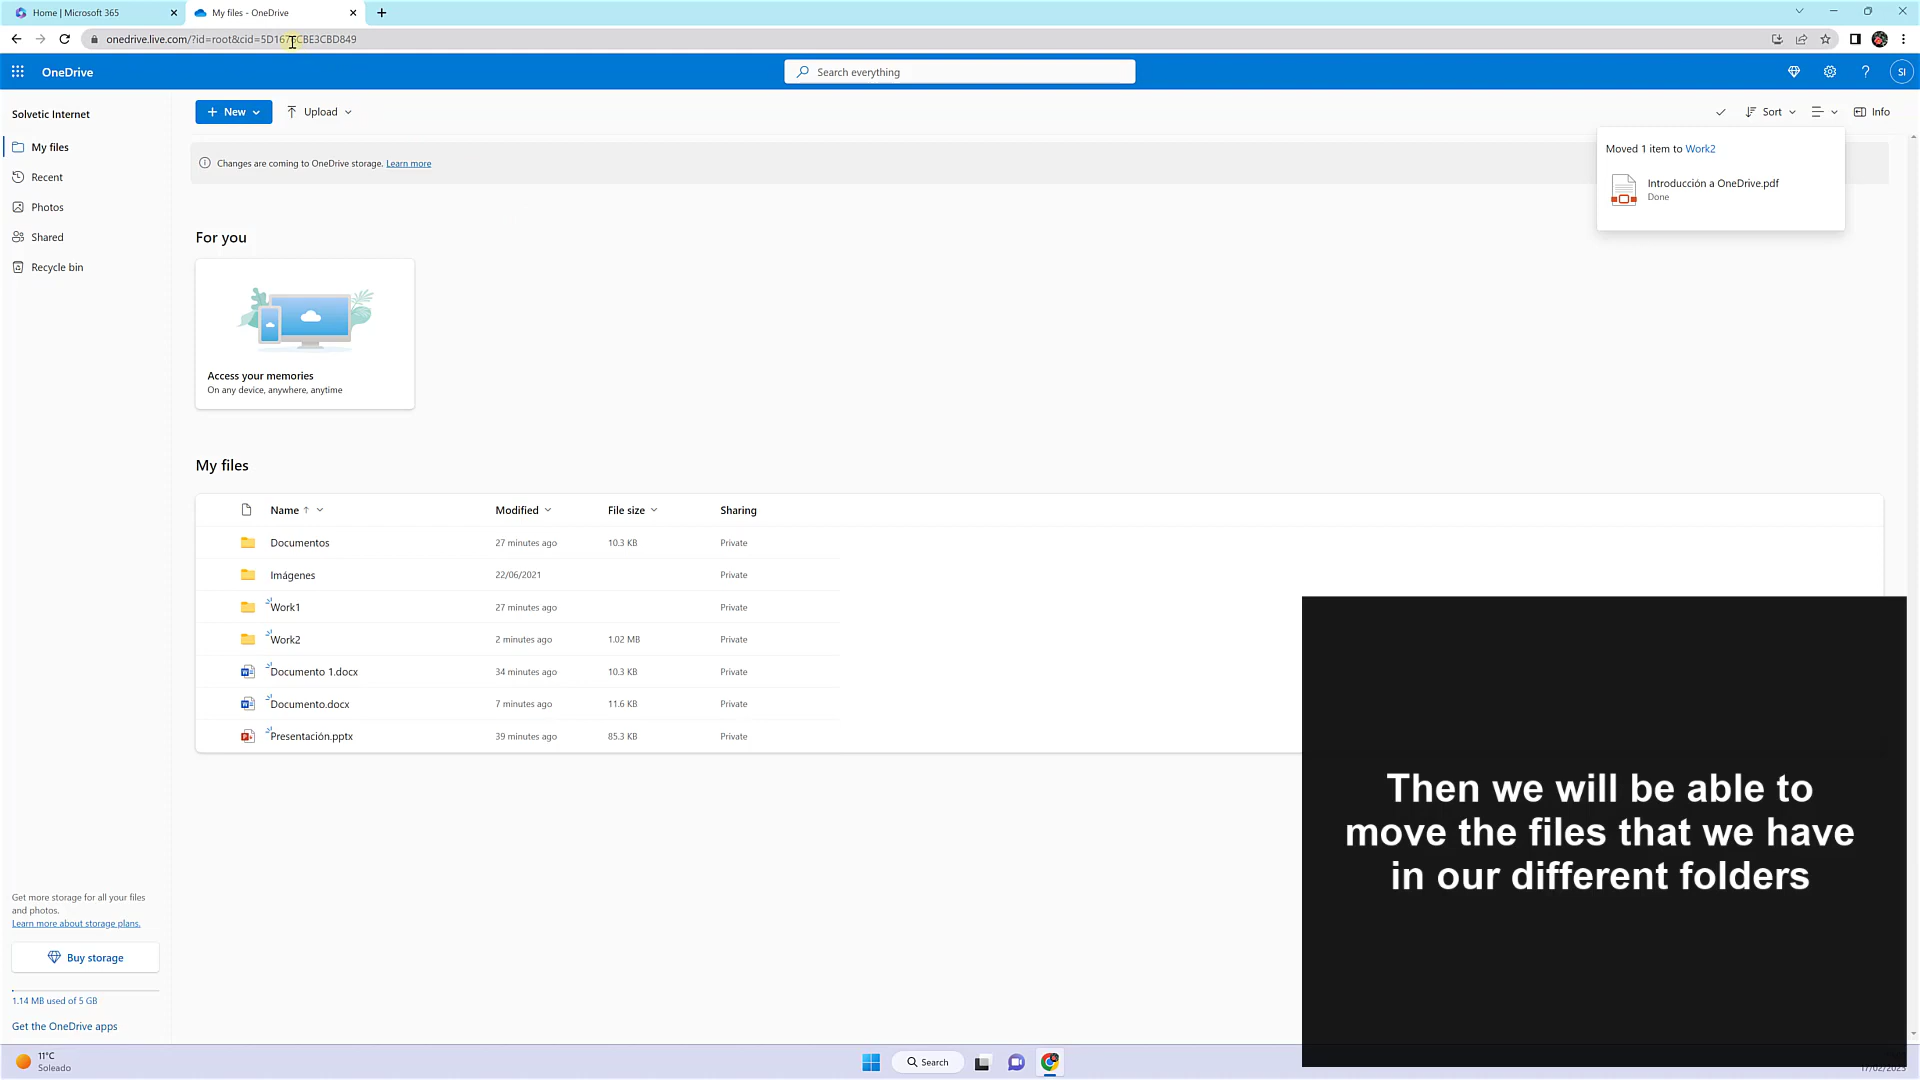 Home | Microsoft 365
My files - OneDrive
onedrive.live.com/?id=root&cid=5D1676CBE3CBD849
OneDrive
Search everything
SI
Solvetic Internet
New
Upload
Sort
Info
My files
Recent
Photos
Shared
Recycle bin
Changes are coming to OneDrive storage. Learn more
Moved 1 item to Work2
Introducción a OneDrive.pdf
Done
For you
Access your memories
On any device, anywhere, anytime
My files
Name Modified File size Sharing
Documentos 27 minutes ago 10.3 KB Private
Imágenes 22/06/2021 Private
Work1 27 minutes ago Private
Work2 2 minutes ago 1.02 MB Private
Documento 1.docx 34 minutes ago 10.3 KB Private
Documento.docx 7 minutes ago 11.6 KB Private
Presentación.pptx 39 minutes ago 85.3 KB Private
Then we will be able to
move the files that we have
in our different folders
Get more storage for all your files
and photos.
Learn more about storage plans.
Buy storage
1.14 MB used of 5 GB
Get the OneDrive apps
11°C
Soleado
Search